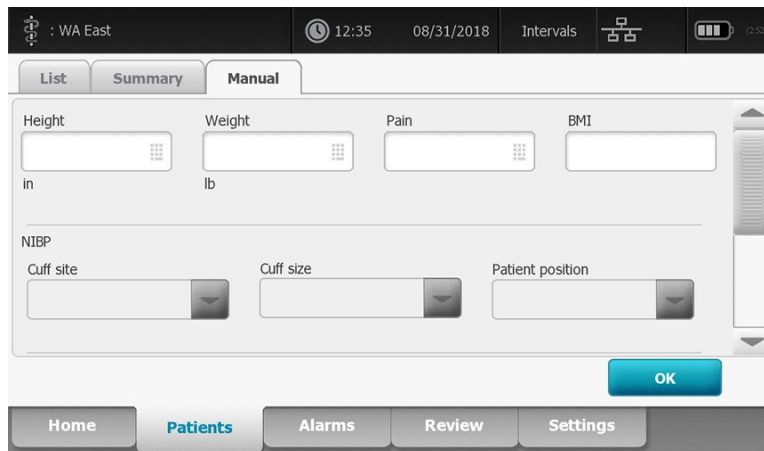 : WA East 12:35 08/31/2018 Intervals
List Summary Manual
Height Weight Pain BMI
in lb
NIBP
Cuff site Cuff size Patient position
OK
Home Patients Alarms Review Settings